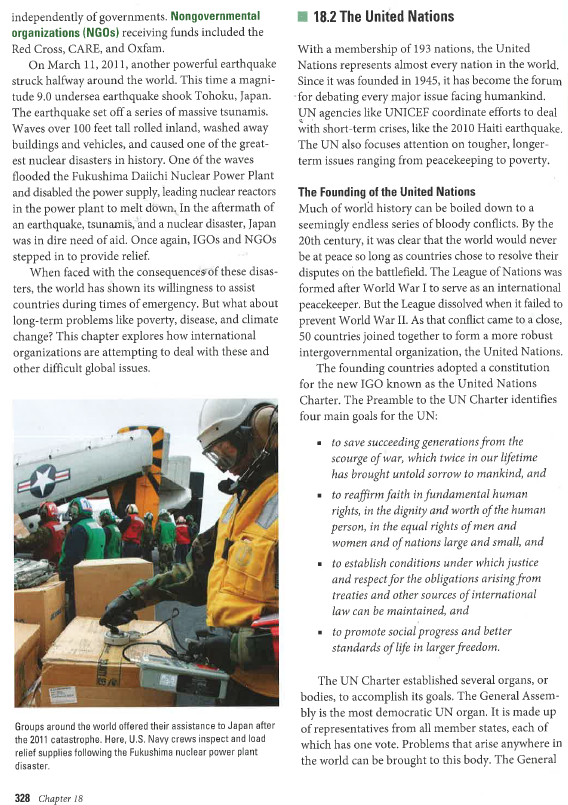 independently of governments. Nongovernmental
organizations (NGOs) receiving funds included the
Red Cross, CARE, and Oxfam.
On March 11, 2011, another powerful earthquake
struck halfway around the world. This time a magni-
tude 9.0 undersea earthquake shook Tohoku, Japan.
The earthquake set off a series of massive tsunamis.
Waves over 100 feet tall rolled inland, washed away
buildings and vehicles, and caused one of the great-
est nuclear disasters in history. One of the waves
flooded the Fukushima Daiichi Nuclear Power Plant
and disabled the power supply, leading nuclear reactors
in the power plant to melt down. In the aftermath of
an earthquake, tsunamis, and a nuclear disaster, Japan
was in dire need of aid. Once again, IGOs and NGOs
stepped in to provide relief.
When faced with the consequences of these disas-
ters, the world has shown its willingness to assist
countries during times of emergency. But what about
long-term problems like poverty, disease, and climate
change? This chapter explores how international
organizations are attempting to deal with these and
other difficult global issues.
Groups around the world offered their assistance to Japan after
the 2011 catastrophe. Here, U.S. Navy crews inspect and load
relief supplies following the Fukushima nuclear power plant
disaster.
328 Chapter 18
18.2 The United Nations
With a membership of 193 nations, the United
Nations represents almost every nation in the world.
Since it was founded in 1945, it has become the forum
for debating every major issue facing humankind.
UN agencies like UNICEF coordinate efforts to deal
with short-term crises, like the 2010 Haiti earthquake.
The UN also focuses attention on tougher, longer-
term issues ranging from peacekeeping to poverty.
The Founding of the United Nations
Much of world history can be boiled down to a
seemingly endless series of bloody conflicts. By the
20th century, it was clear that the world would never
be at peace so long as countries chose to resolve their
disputes on the battlefield. The League of Nations was
formed after World War I to serve as an international
peacekeeper. But the League dissolved when it failed to
prevent World War II. As that conflict came to a close,
50 countries joined together to form a more robust
intergovernmental organization, the United Nations.
The founding countries adopted a constitution
for the new IGO known as the United Nations
Charter. The Preamble to the UN Charter identifies
four main goals for the UN:
▪ to save succeeding generations from the
scourge of war, which twice in our lifetime
has brought untold sorrow to mankind, and
▪ to reaffirm faith in fundamental human
rights, in the dignity and worth of the human
person, in the equal rights of men and
women and of nations large and small, and
▪ to establish conditions under which justice
and respect for the obligations arising from
treaties and other sources of international
law can be maintained, and
▪ to promote social progress and better
standards of life in larger freedom.
The UN Charter established several organs, or
bodies, to accomplish its goals. The General Assem-
bly is the most democratic UN organ. It is made up
of representatives from all member states, each of
which has one vote. Problems that arise anywhere in
the world can be brought to this body. The General